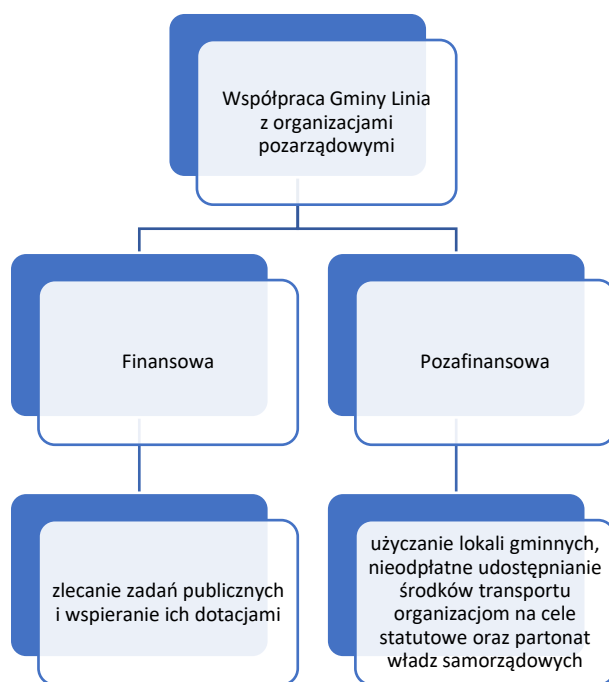 Współpraca Gminy Linia
z organizacjami
pozarządowymi
Finansowa
Pozafinansowa
zlecanie zadań publicznych
i wspieranie ich dotacjami
użyczanie lokali gminnych,
nieodpłatne udostępnianie
środków transportu
organizacjom na cele
statutowe oraz partonat
władz samorządowych